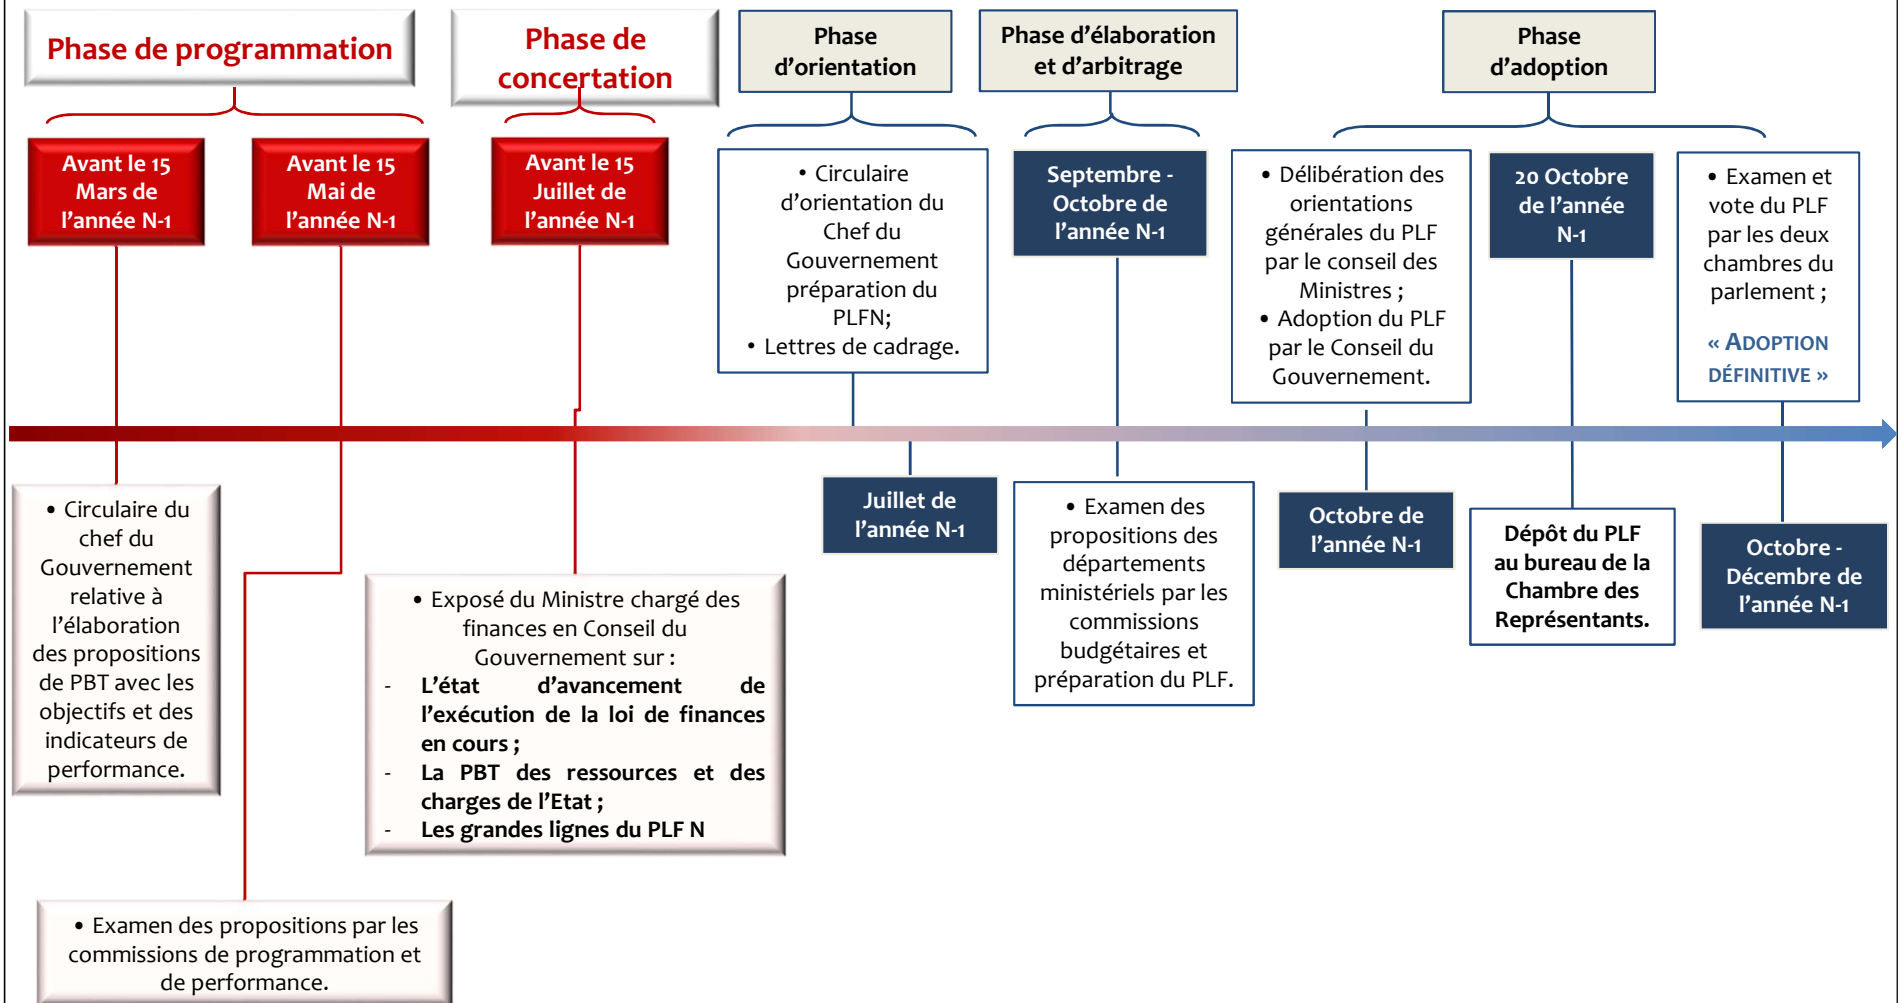 Phase de programmation
Phase de
concertation
Phase
d'orientation
Phase d'élaboration
et d'arbitrage
Phase
d'adoption
Avant le 15
Mars de
l'année N-1
Avant le 15
Mai de
l'année N-1
Avant le 15
Juillet de
l'année N-1
• Circulaire
d'orientation du
Chef du
Gouvernement
préparation du
PLFN;
• Lettres de cadrage.
Septembre -
Octobre de
l'année N-1
• Délibération des
orientations
générales du PLF
par le conseil des
Ministres ;
• Adoption du PLF
par le Conseil du
Gouvernement.
20 Octobre
de l'année
N-1
• Examen et
vote du PLF
par les deux
chambres du
parlement ;
« ADOPTION
DÉFINITIVE »
• Circulaire du
chef du
Gouvernement
relative à
l'élaboration
des propositions
de PBT avec les
objectifs et des
indicateurs de
performance.
• Examen des propositions par les
commissions de programmation et
de performance.
• Exposé du Ministre chargé des
finances en Conseil du
Gouvernement sur :
- L'état d'avancement de
l'exécution de la loi de finances
en cours ;
- La PBT des ressources et des
charges de l'Etat ;
- Les grandes lignes du PLF N
Juillet de
l'année N-1
• Examen des
propositions des
départements
ministériels par les
commissions
budgétaires et
préparation du PLF.
Octobre de
l'année N-1
Dépôt du PLF
au bureau de la
Chambre des
Représentants.
Octobre -
Décembre de
l'année N-1